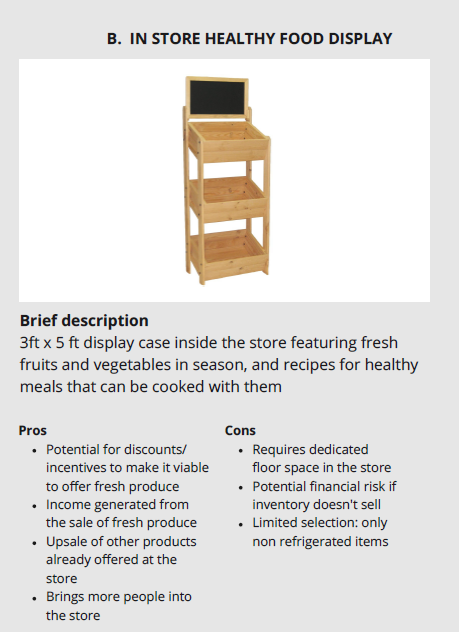 B. IN STORE HEALTHY FOOD DISPLAY
Brief description
3ft x 5 ft display case inside the store featuring fresh
fruits and vegetables in season, and recipes for healthy
meals that can be cooked with them
Pros
• Potential for discounts/
incentives to make it viable
to offer fresh produce
• Income generated from
the sale of fresh produce
• Upsale of other products
already offered at the
store
• Brings more people into
the store
Cons
• Requires dedicated
floor space in the store
• Potential financial risk if
inventory doesn't sell
• Limited selection: only
non refrigerated items